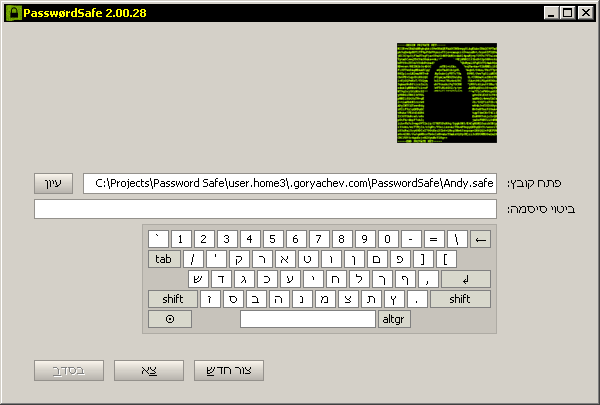 PasswørdSafe 2.00.28
פתח קובץ: C:\Projects\Password Safe\user.home3\.goryachev.com\PasswordSafe\Andy.safe עיון
ביטוי סיסמה:
` 1 2 3 4 5 6 7 8 9 0 - = \ ←
tab / ' ק ר א ט ו ן ם פ ] [
ש ד ג כ ע י ח ל ך ף , ↲
shift ז ס ב ה נ מ צ ת ץ . shift
⊙ altgr
בסדר צא צור חדש